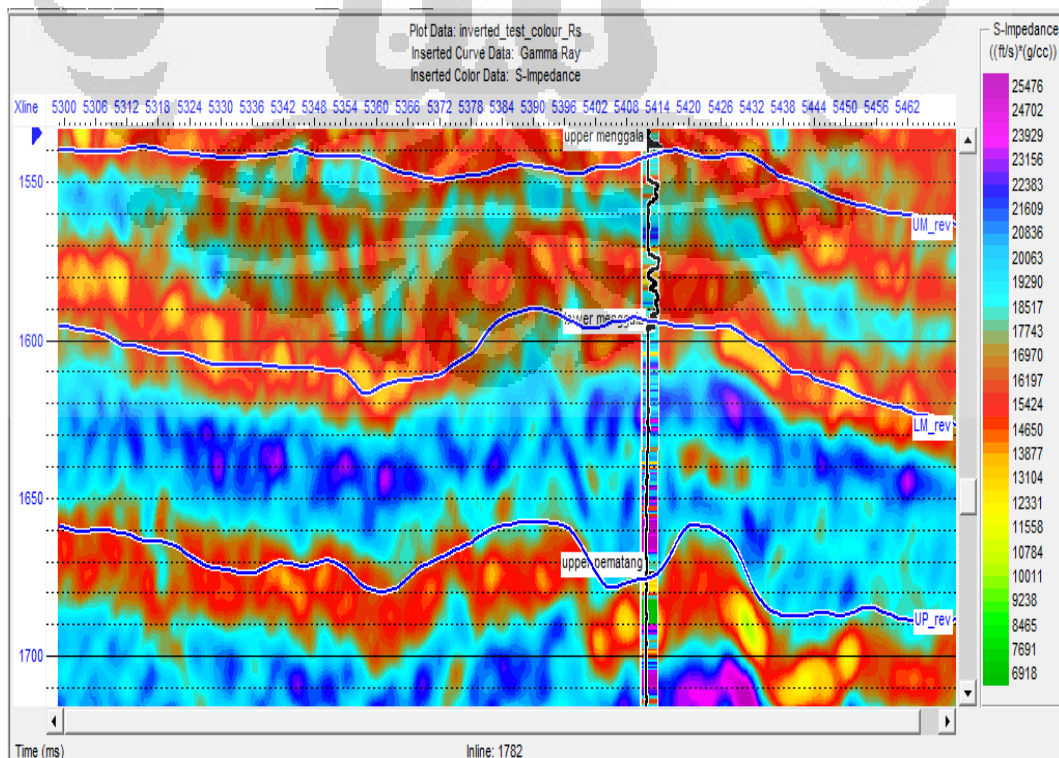 Plot Data: inverted_test_colour_Rs
Inserted Curve Data: Gamma Ray
Inserted Color Data: S-Impedance
S-Impedance
((ft/s)*(g/cc))
Xline 5300 5306 5312 5318 5324 5330 5336 5342 5348 5354 5360 5366 5372 5378 5384 5390 5396 5402 5408 5414 5420 5426 5432 5438 5444 5450 5456 5462
upper menggala
1550
UM_rev
lower menggala
1600
LM_rev
1650
upper pematang
UP_rev
1700
25476
24702
23929
23156
22383
21609
20836
20063
19290
18517
17743
16970
16197
15424
14650
13877
13104
12331
11558
10784
10011
9238
8465
7691
6918
Time (ms)
Inline: 1782